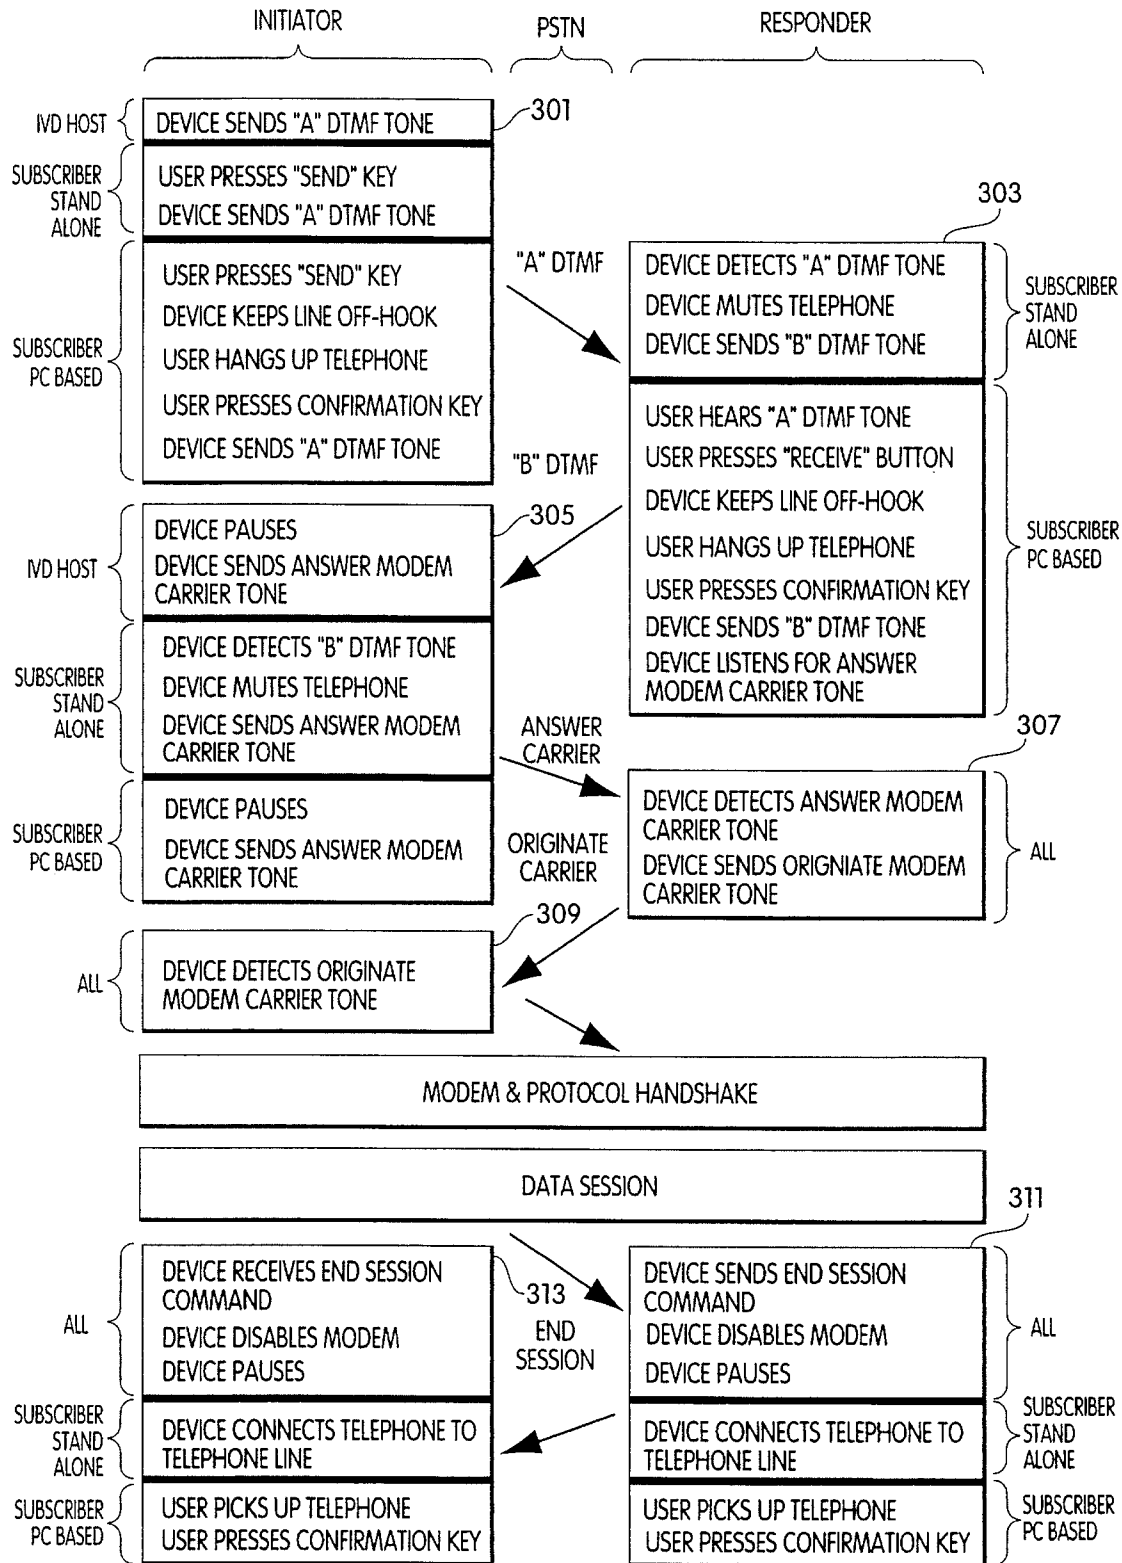 INITIATOR
PSTN
RESPONDER
IVD HOST
DEVICE SENDS "A" DTMF TONE
301
SUBSCRIBER
STAND
ALONE
USER PRESSES "SEND" KEY
DEVICE SENDS "A" DTMF TONE
SUBSCRIBER
PC BASED
USER PRESSES "SEND" KEY
DEVICE KEEPS LINE OFF-HOOK
USER HANGS UP TELEPHONE
USER PRESSES CONFIRMATION KEY
DEVICE SENDS "A" DTMF TONE
"A" DTMF
303
DEVICE DETECTS "A" DTMF TONE
DEVICE MUTES TELEPHONE
DEVICE SENDS "B" DTMF TONE
SUBSCRIBER
STAND
ALONE
USER HEARS "A" DTMF TONE
USER PRESSES "RECEIVE" BUTTON
DEVICE KEEPS LINE OFF-HOOK
USER HANGS UP TELEPHONE
USER PRESSES CONFIRMATION KEY
DEVICE SENDS "B" DTMF TONE
DEVICE LISTENS FOR ANSWER
MODEM CARRIER TONE
SUBSCRIBER
PC BASED
"B" DTMF
305
IVD HOST
DEVICE PAUSES
DEVICE SENDS ANSWER MODEM
CARRIER TONE
SUBSCRIBER
STAND
ALONE
DEVICE DETECTS "B" DTMF TONE
DEVICE MUTES TELEPHONE
DEVICE SENDS ANSWER MODEM
CARRIER TONE
SUBSCRIBER
PC BASED
DEVICE PAUSES
DEVICE SENDS ANSWER MODEM
CARRIER TONE
ANSWER
CARRIER
307
DEVICE DETECTS ANSWER MODEM
CARRIER TONE
DEVICE SENDS ORIGNIATE MODEM
CARRIER TONE
ALL
ORIGINATE
CARRIER
309
ALL
DEVICE DETECTS ORIGINATE
MODEM CARRIER TONE
MODEM & PROTOCOL HANDSHAKE
DATA SESSION
311
ALL
DEVICE RECEIVES END SESSION
COMMAND
DEVICE DISABLES MODEM
DEVICE PAUSES
313
END
SESSION
DEVICE SENDS END SESSION
COMMAND
DEVICE DISABLES MODEM
DEVICE PAUSES
ALL
SUBSCRIBER
STAND
ALONE
DEVICE CONNECTS TELEPHONE TO
TELEPHONE LINE
DEVICE CONNECTS TELEPHONE TO
TELEPHONE LINE
SUBSCRIBER
STAND
ALONE
SUBSCRIBER
PC BASED
USER PICKS UP TELEPHONE
USER PRESSES CONFIRMATION KEY
USER PICKS UP TELEPHONE
USER PRESSES CONFIRMATION KEY
SUBSCRIBER
PC BASED